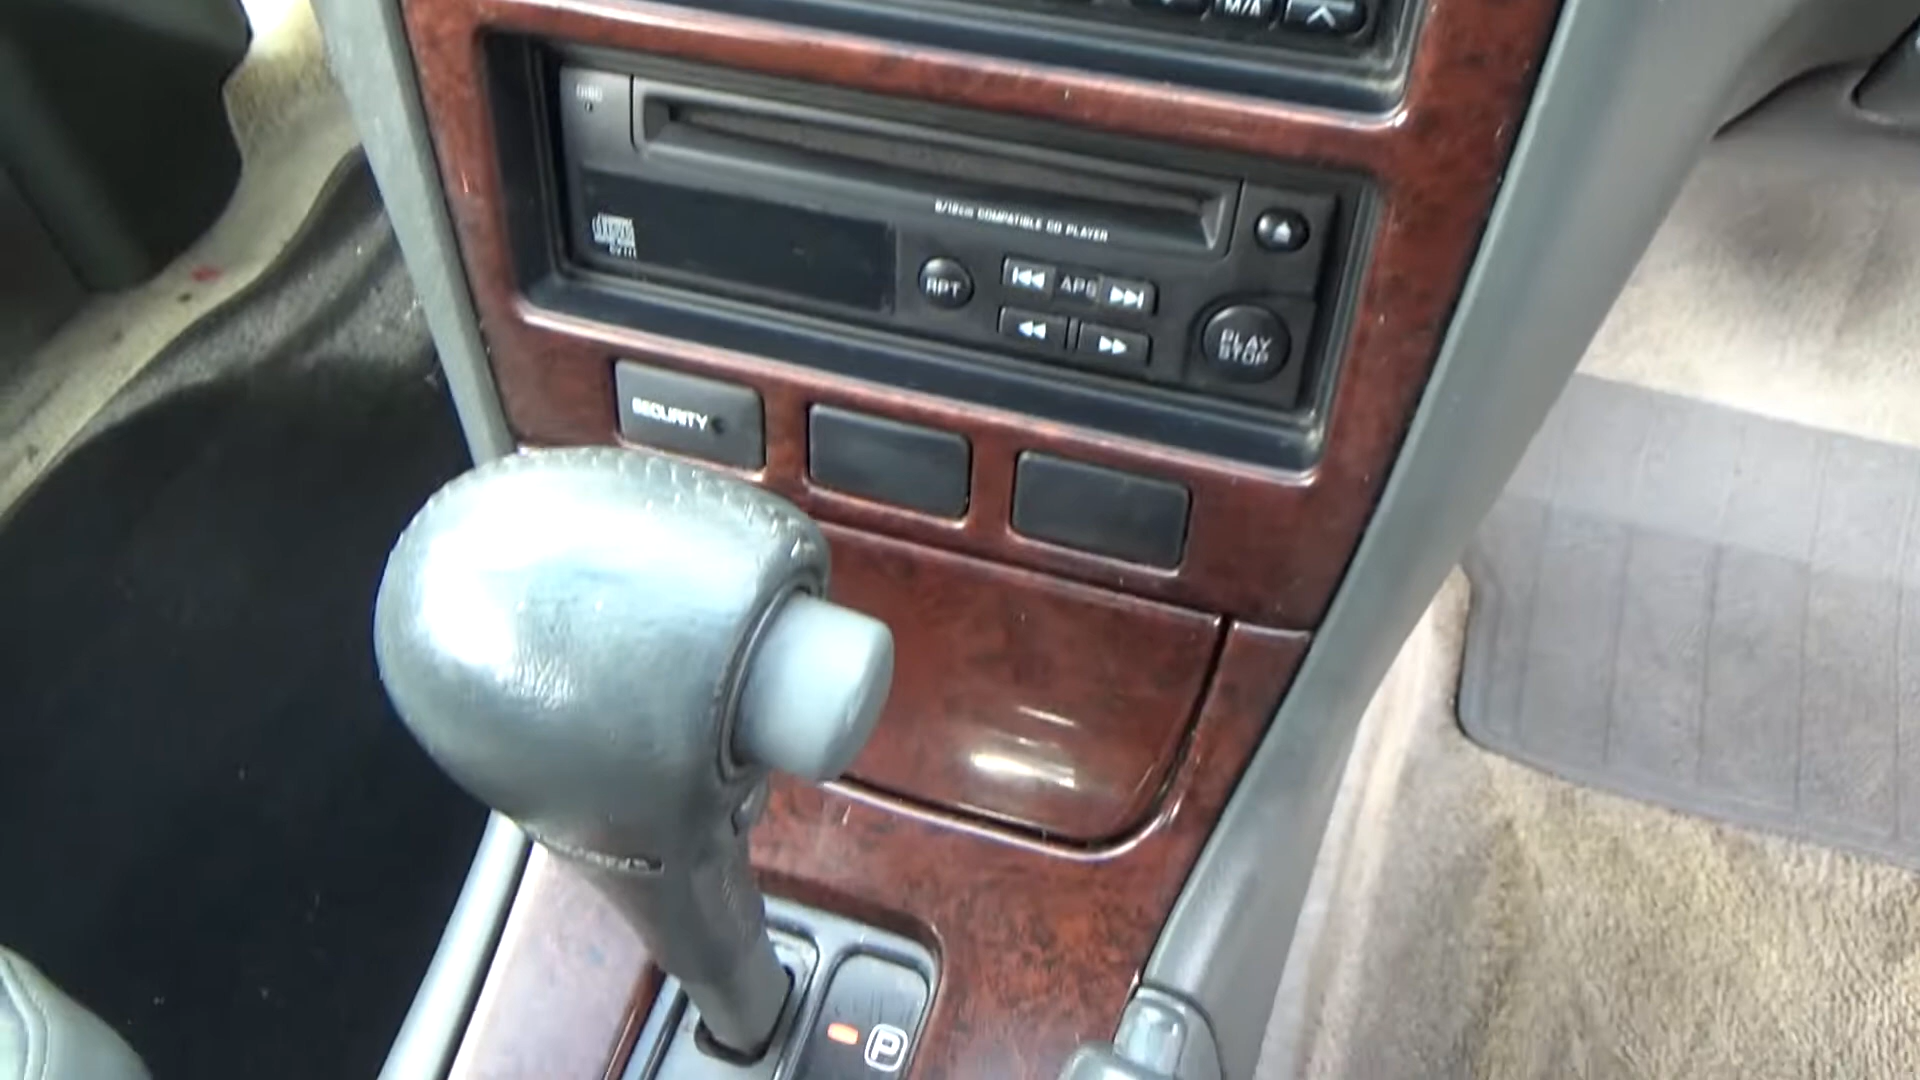 M/A
DISC
8/12cm COMPATIBLE CD PLAYER
RPT
APS
PLAY
STOP
SECURITY
P